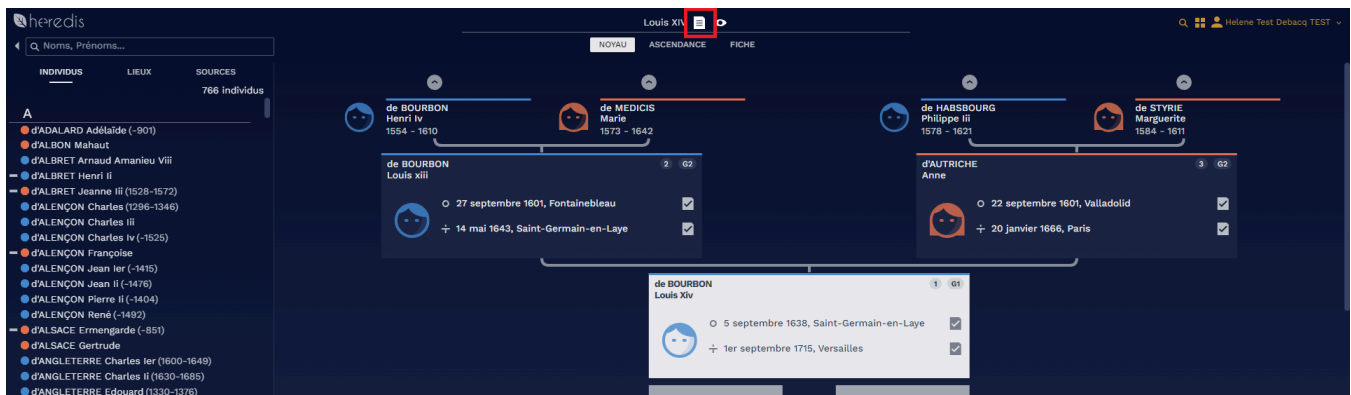 heredis
Louis XIV
Helene Test Debacq TEST
Noms, Prénoms...
NOYAU ASCENDANCE FICHE
INDIVIDUS LIEUX SOURCES
766 individus
A
d'ADALARD Adélaïde (-901)
d'ALBON Mahaut
d'ALBRET Arnaud Amanieu Viii
d'ALBRET Henri Ii
d'ALBRET Jeanne Iii (1528-1572)
d'ALENÇON Charles (1296-1346)
d'ALENÇON Charles Iii
d'ALENÇON Charles Iv (-1525)
d'ALENÇON Françoise
d'ALENÇON Jean Ier (-1415)
d'ALENÇON Jean Ii (-1476)
d'ALENÇON Pierre Ii (-1404)
d'ALENÇON René (-1492)
d'ALSACE Ermengarde (-851)
d'ALSACE Gertrude
d'ANGLETERRE Charles Ier (1600-1649)
d'ANGLETERRE Charles Ii (1630-1685)
d'ANGLETERRE Edouard (1330-1376)
de BOURBON
Henri Iv
1554 - 1610
de MEDICIS
Marie
1573 - 1642
de HABSBOURG
Philippe Iii
1578 - 1621
de STYRIE
Marguerite
1584 - 1611
de BOURBON 2 G2
Louis xiii
27 septembre 1601, Fontainebleau
14 mai 1643, Saint-Germain-en-Laye
d'AUTRICHE 3 G2
Anne
22 septembre 1601, Valladolid
20 janvier 1666, Paris
de BOURBON 1 G1
Louis Xiv
5 septembre 1638, Saint-Germain-en-Laye
1er septembre 1715, Versailles